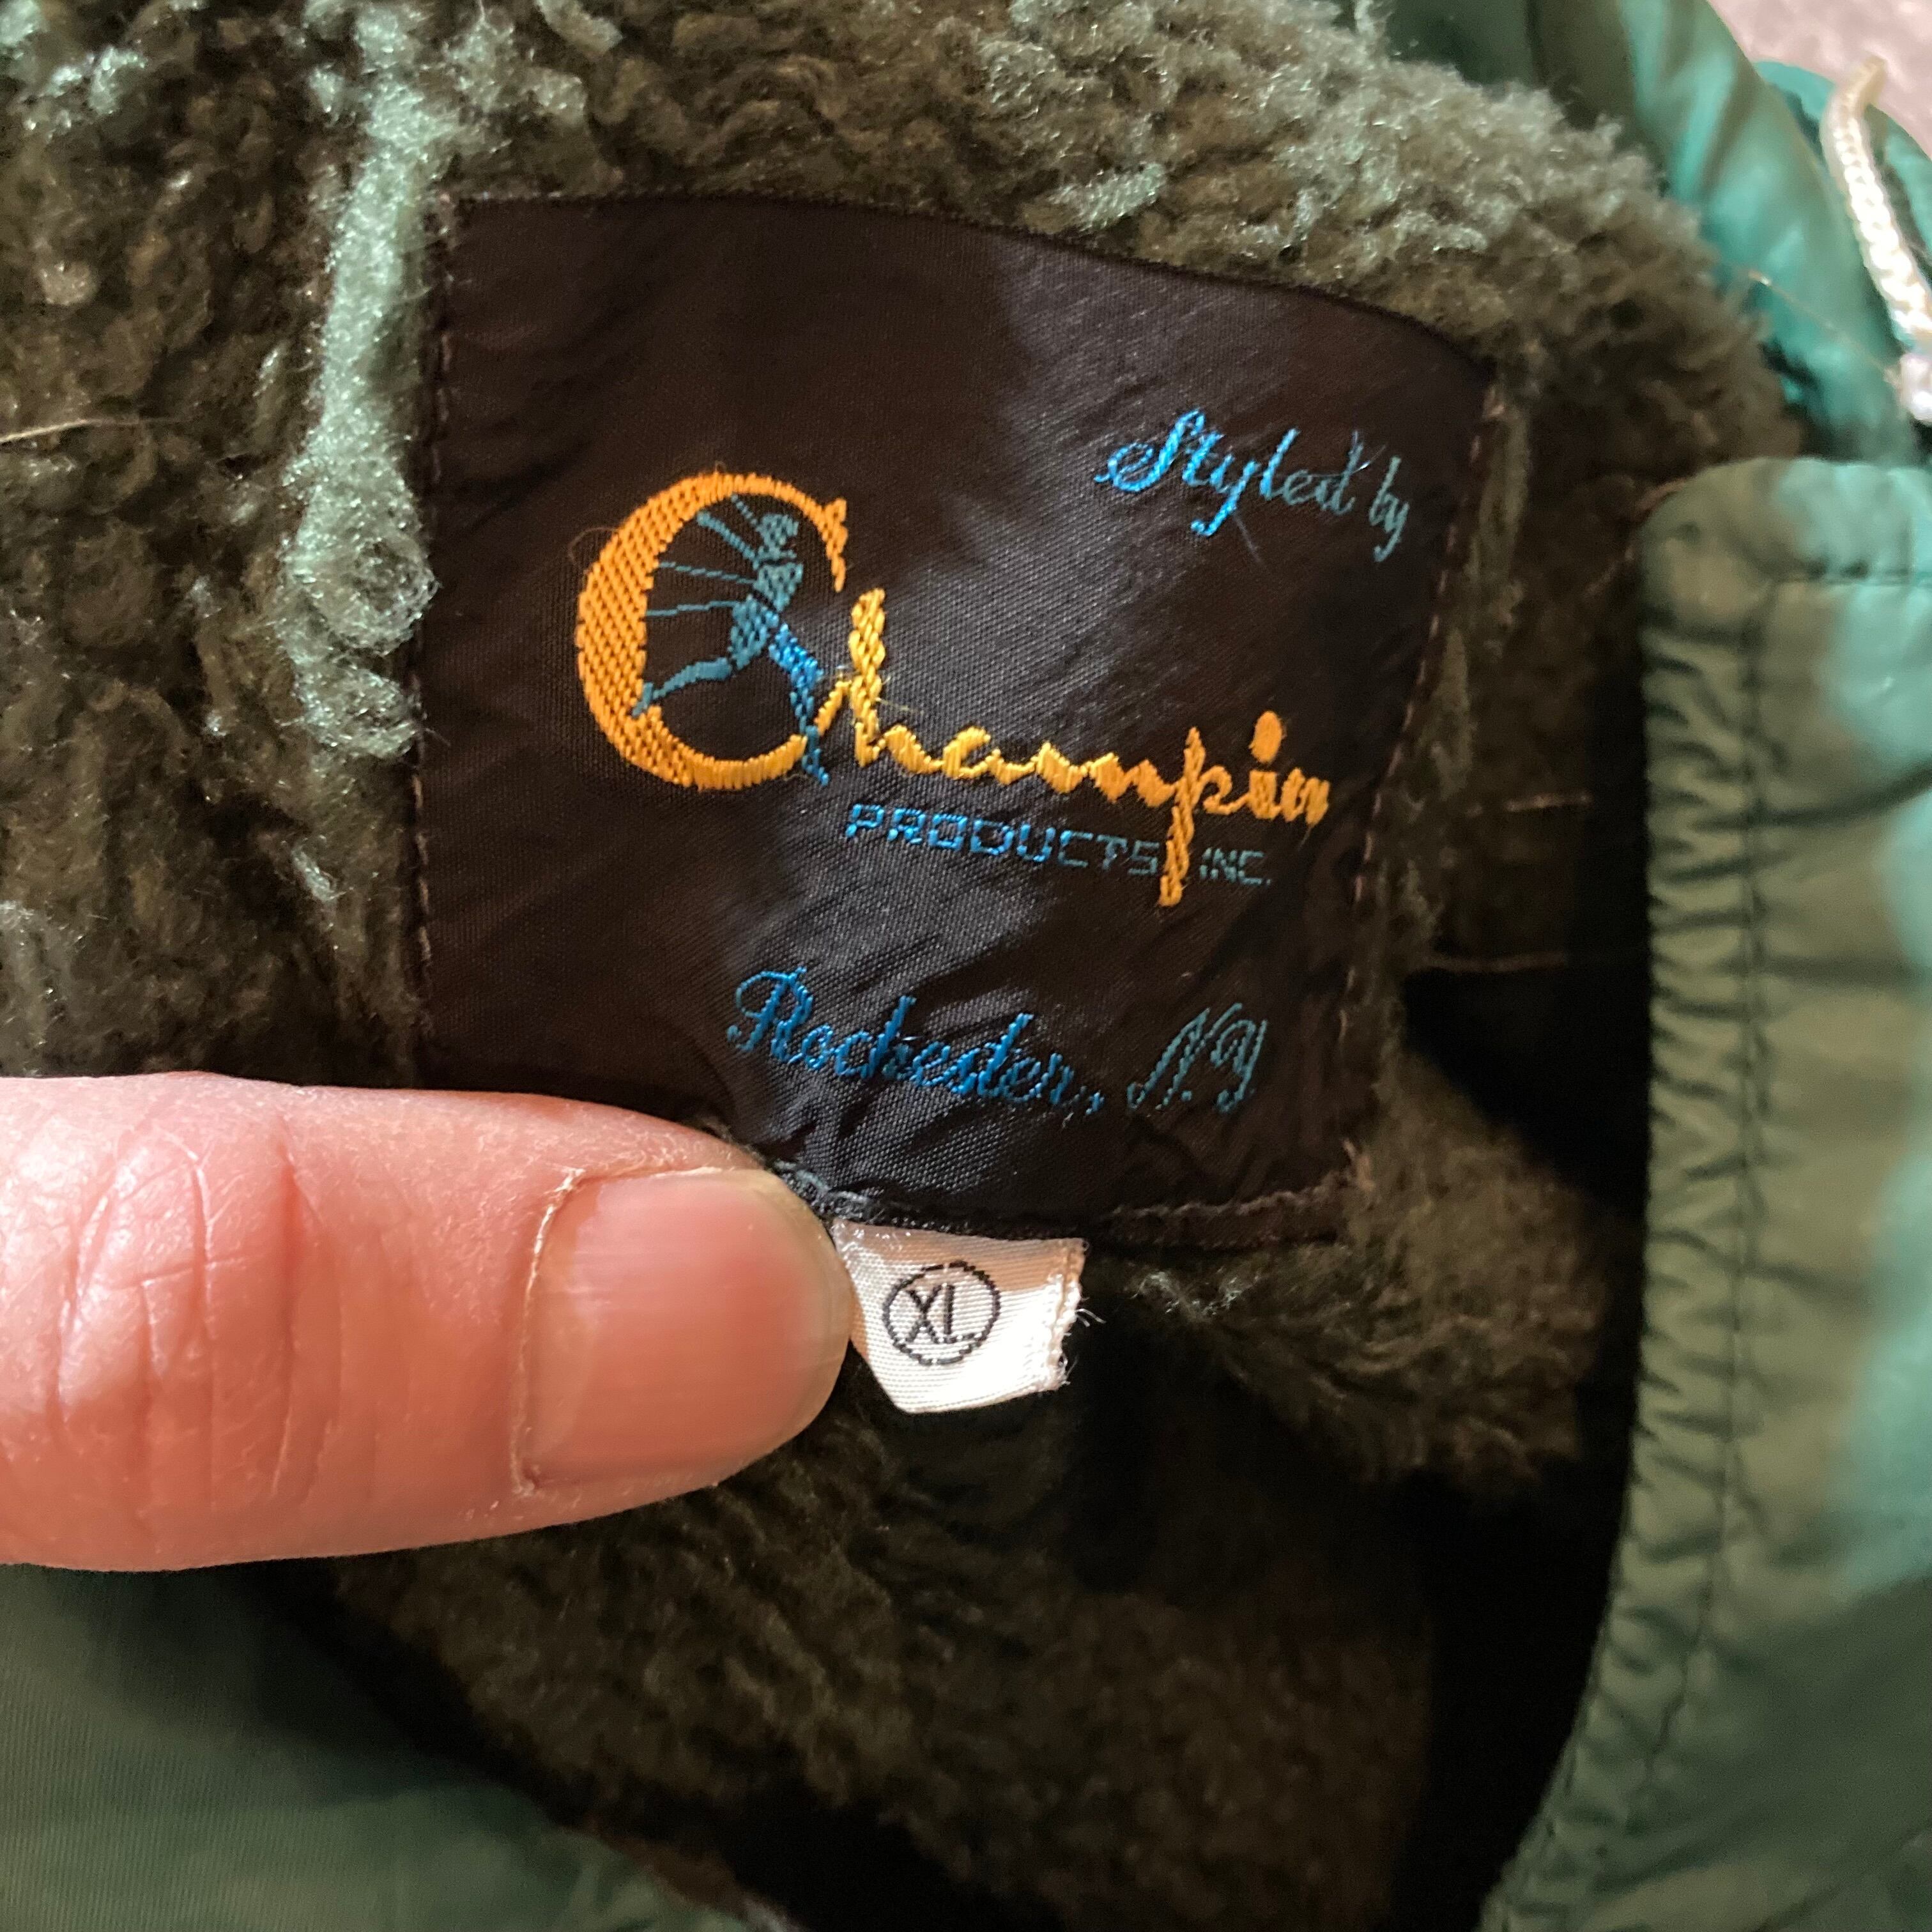 Styled by
Champion
PRODUCTS, INC.
Rochester, N.Y
XL